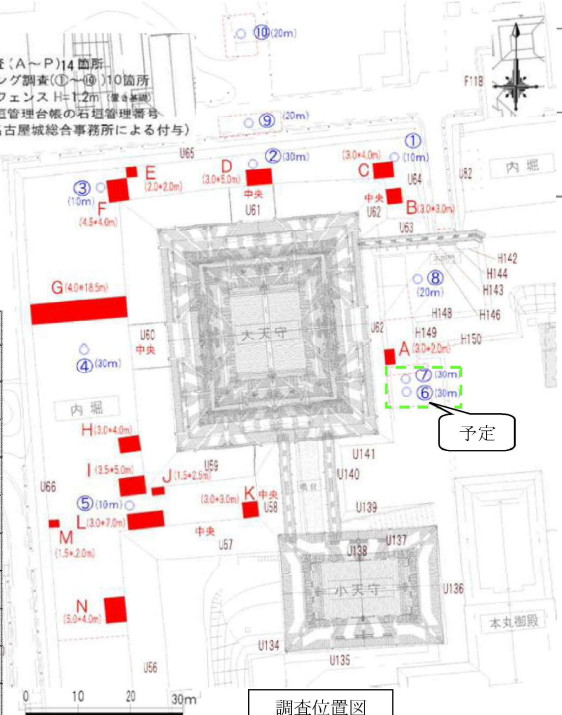 ⑩(20m)
査(A～P)14箇所
ング調査(①～⑩)10箇所
フェンス H=1.2m (置き基礎)
垣管理台帳の石垣管理番号
名古屋城総合事務所による付与)
F118
⑨ (20m)
U65
E
(2.0*2.0m)
D
(3.0*5.0m)
②(30m)
中央
U61
(3.0*4.0m)
C
①
(10m)
U64
U82
内堀
③
(10m)
F
(4.5*4.0m)
中央
U62
B(3.0*3.0m)
U63
H142
H144
H143
H146
⑧
(20m)
H148
H149
H150
G(4.0*18.5m)
U60
中央
大天守
U62
A(3.0*2.0m)
④(30m)
⑦(30m)
⑥(30m)
予定
内堀
H(3.0*4.0m)
U141
U140
I(3.5*5.0m)
J(1.5*2.5m)
U59
U66
⑤(10m)
(3.0*3.0m)
K
中央
U58
U139
L(3.0*7.0m)
M
(1.5*.2.0m)
中央
U57
U137
U138
小天守
U136
N
(5.0*4.0m)
本丸御殿
U134
U135
U56
0 10 20 30m
調査位置図